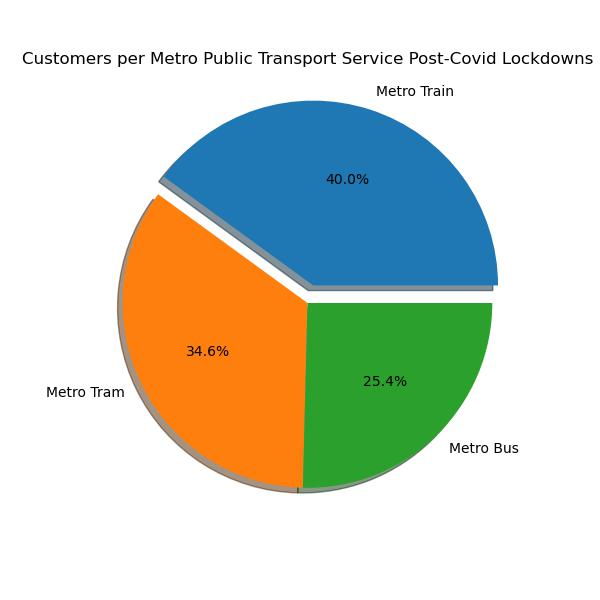 Customers per Metro Public Transport Service Post-Covid Lockdowns
Metro Train
40.0%
34.6%
25.4%
Metro Tram
Metro Bus